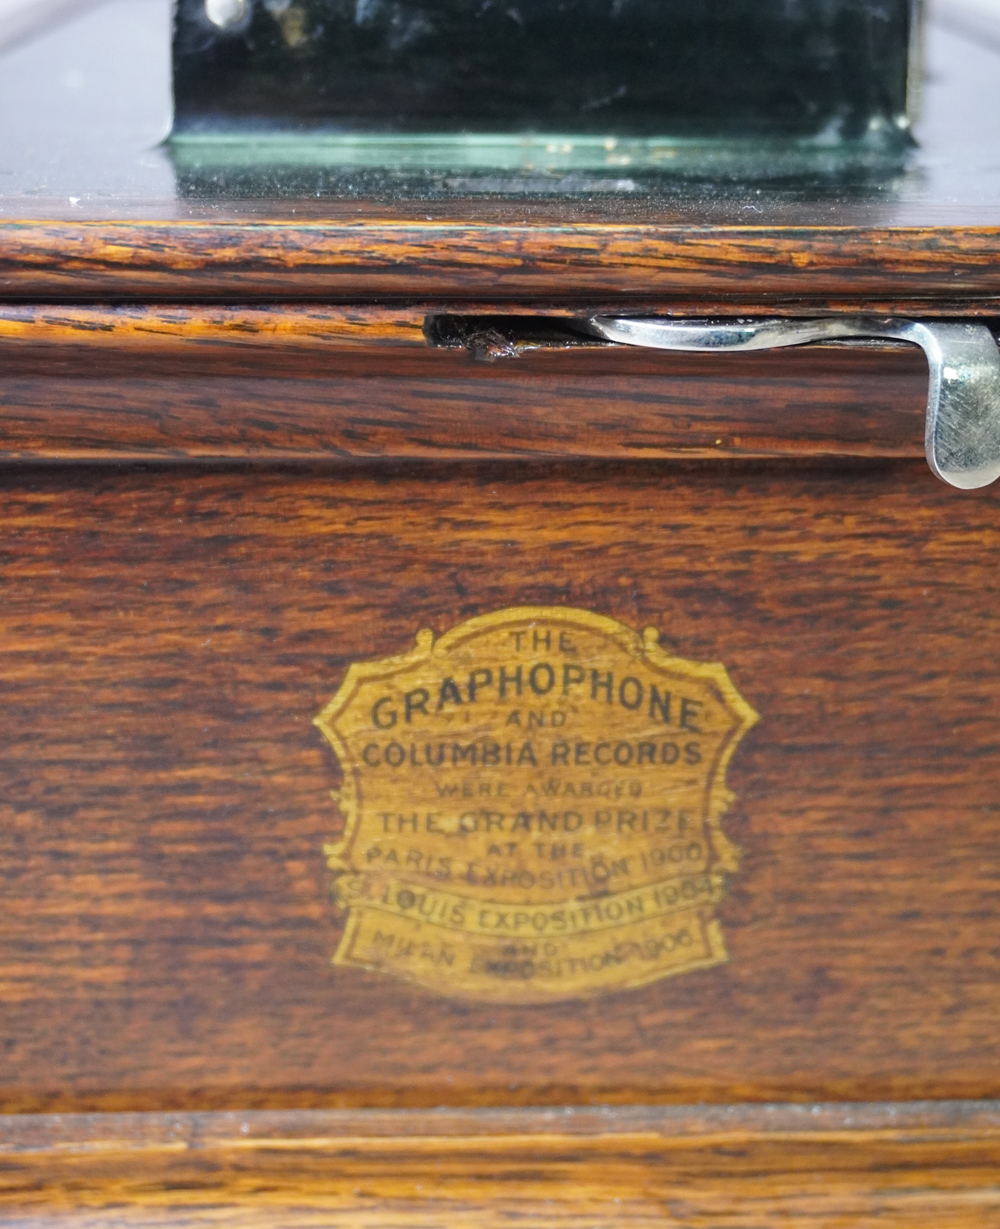 THE
GRAPHOPHONE
AND
COLUMBIA RECORDS
WERE AWARDED
THE GRAND PRIZE
AT THE
PARIS EXPOSITION 1900
ST. LOUIS EXPOSITION 1904
AND
MILAN EXPOSITION 1906